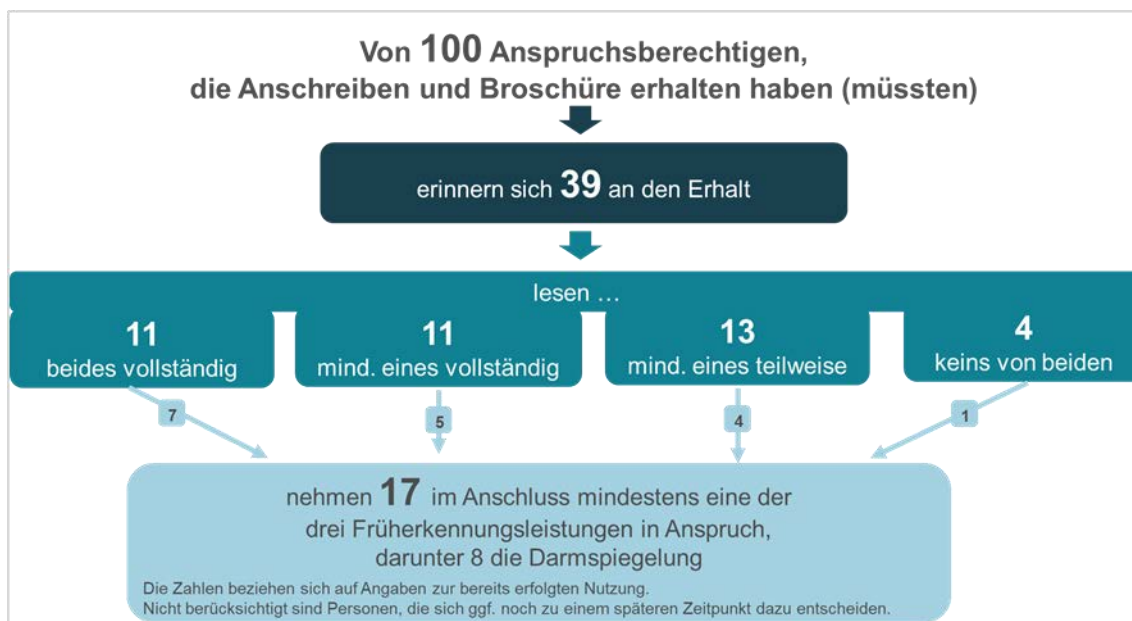 Von 100 Anspruchsberechtigen,
die Anschreiben und Broschüre erhalten haben (müssten)
erinnern sich 39 an den Erhalt
lesen …
11
beides vollständig
11
mind. eines vollständig
13
mind. eines teilweise
4
keins von beiden
7
5
4
1
nehmen 17 im Anschluss mindestens eine der
drei Früherkennungsleistungen in Anspruch,
darunter 8 die Darmspiegelung
Die Zahlen beziehen sich auf Angaben zur bereits erfolgten Nutzung.
Nicht berücksichtigt sind Personen, die sich ggf. noch zu einem späteren Zeitpunkt dazu entscheiden.